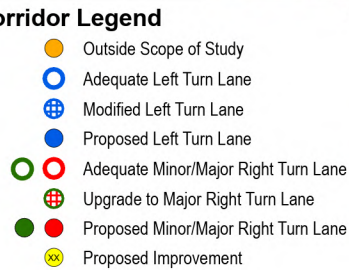 orridor Legend
Outside Scope of Study
Adequate Left Turn Lane
Modified Left Turn Lane
Proposed Left Turn Lane
Adequate Minor/Major Right Turn Lane
Upgrade to Major Right Turn Lane
Proposed Minor/Major Right Turn Lane
XX Proposed Improvement